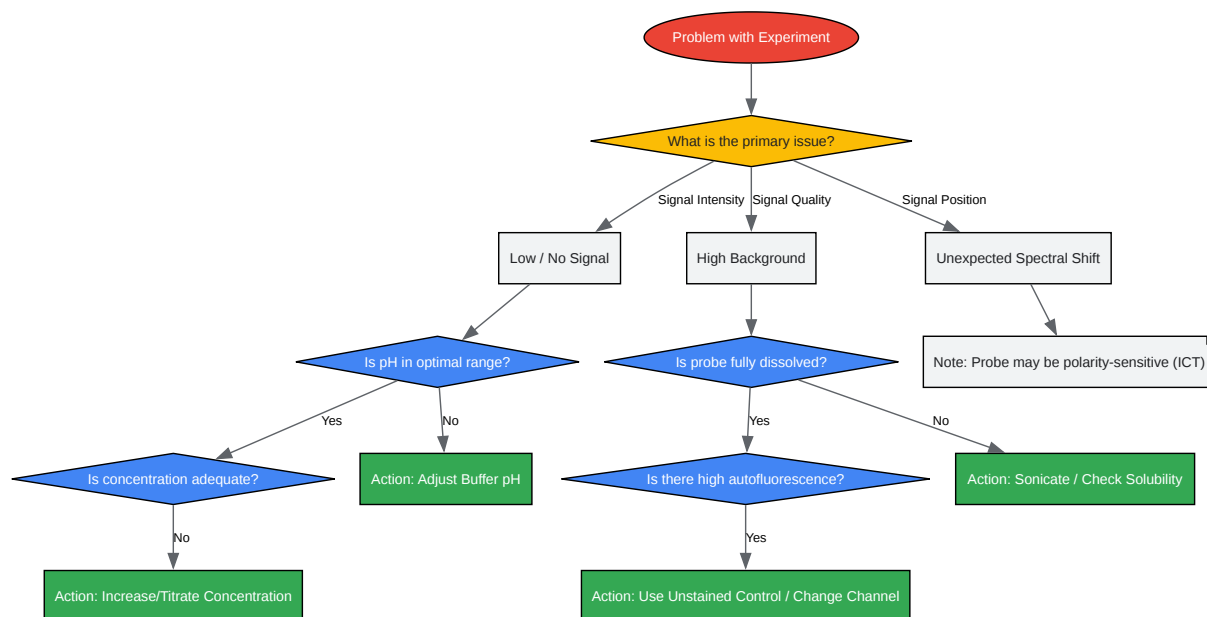 Problem with Experiment
What is the primary issue?
Signal Intensity
Signal Quality
Signal Position
Low / No Signal
High Background
Unexpected Spectral Shift
Is pH in optimal range?
Is probe fully dissolved?
Note: Probe may be polarity-sensitive (ICT)
Yes
No
Yes
No
Is concentration adequate?
Action: Adjust Buffer pH
Is there high autofluorescence?
Action: Sonicate / Check Solubility
No
Yes
Action: Increase/Titrate Concentration
Action: Use Unstained Control / Change Channel